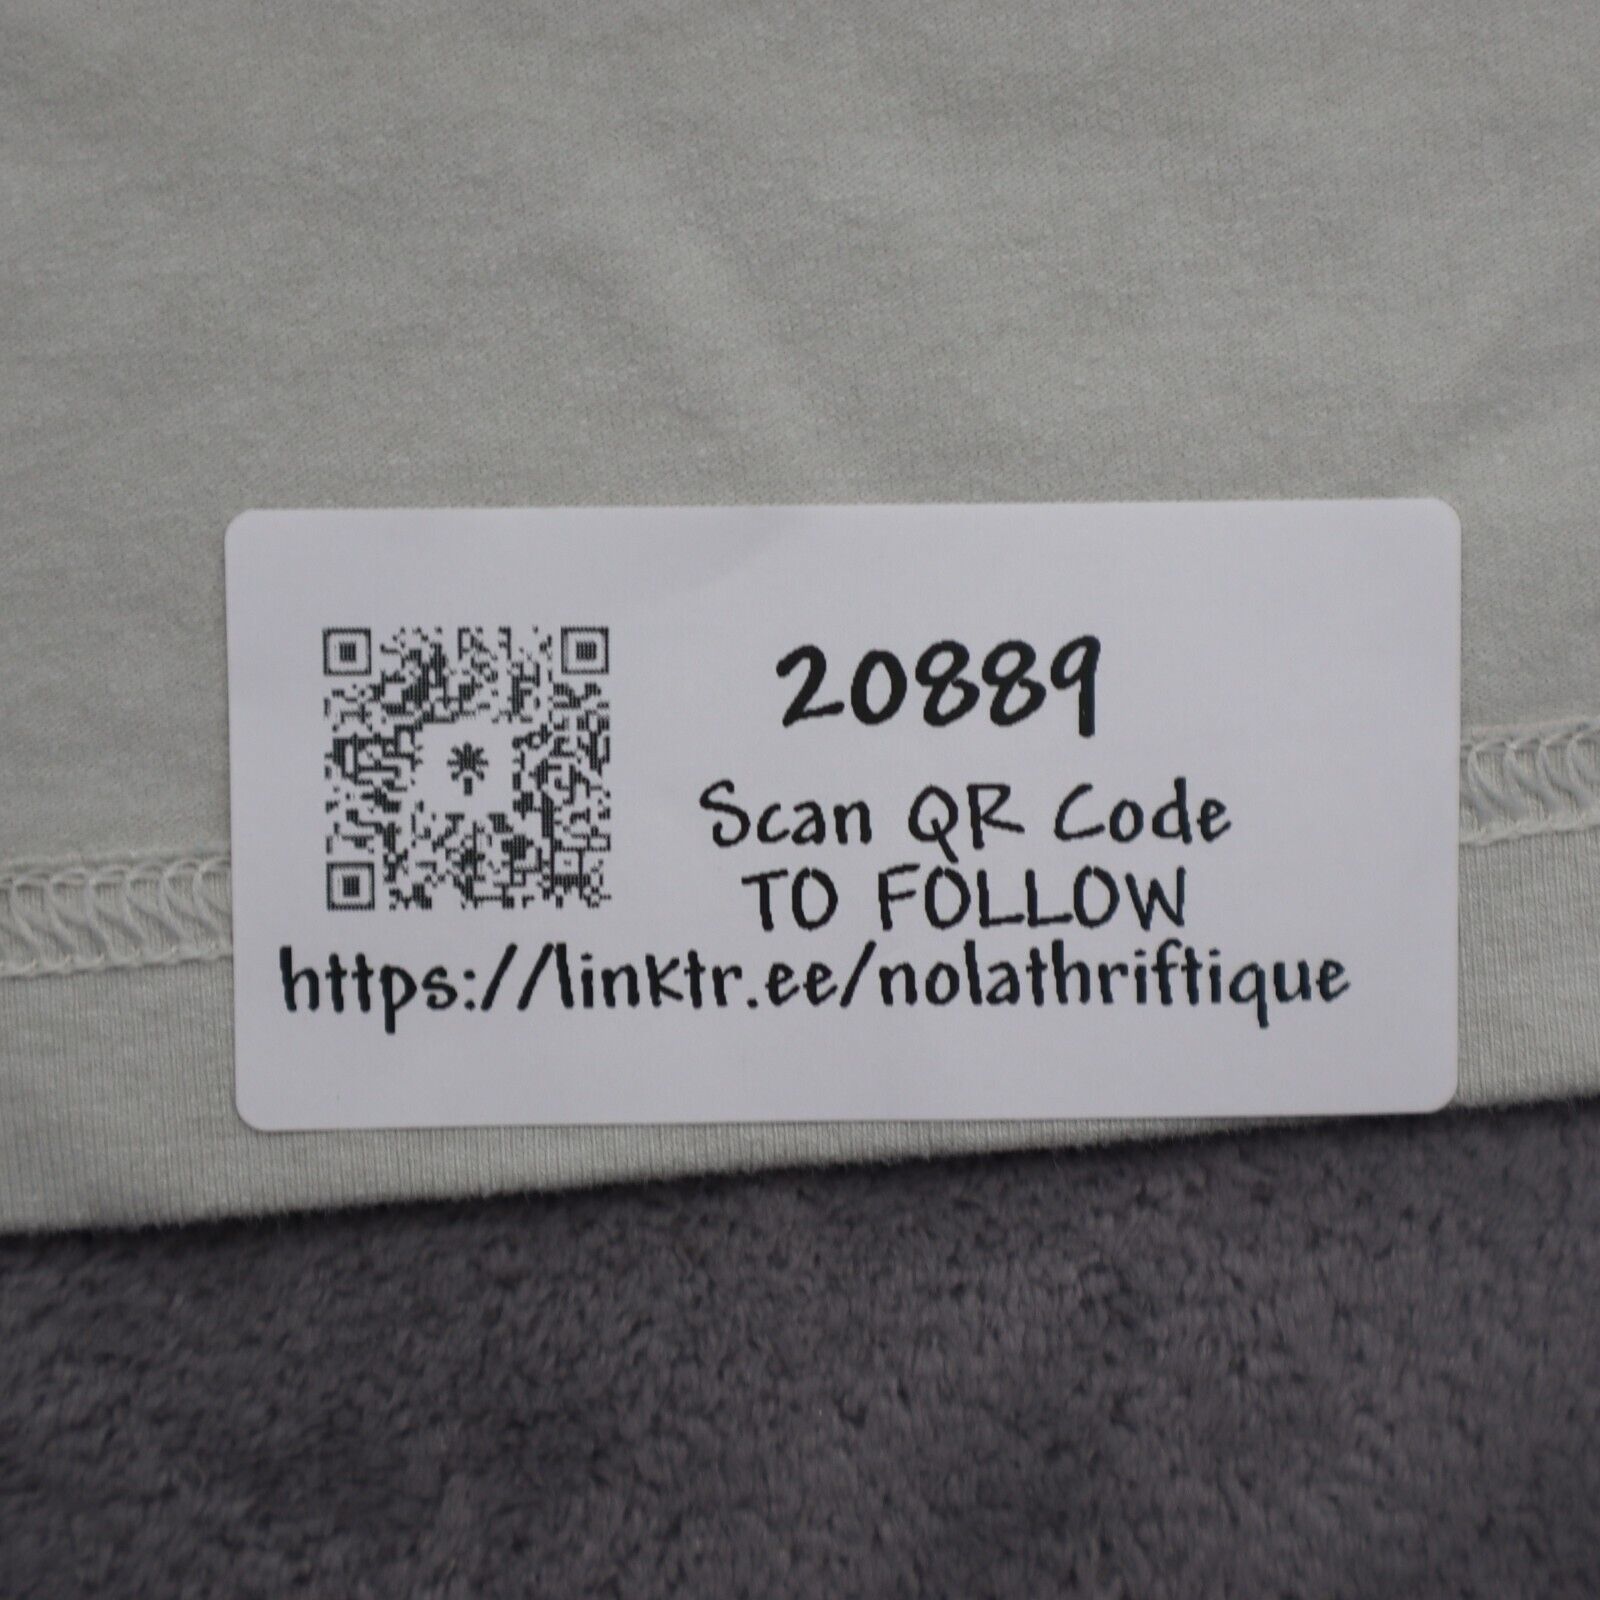 20889
Scan QR Code
TO FOLLOW
https://linktr.ee/nolathriftique